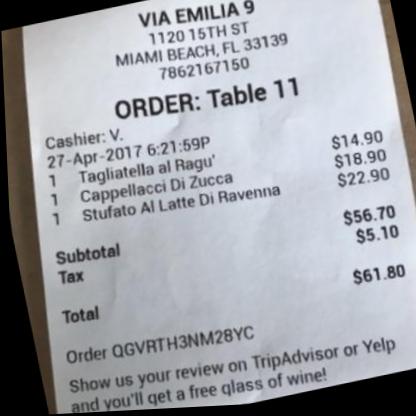 VIA EMILIA 9
1120 15TH ST
MIAMI BEACH, FL 33139
7862167150
ORDER: Table 11
Cashier: V.
27-Apr-2017 6:21:59P
1 Tagliatella al Ragu' $14.90
1 Cappellacci Di Zucca $18.90
1 Stufato Al Latte Di Ravenna $22.90
Subtotal $56.70
Tax $5.10
Total $61.80
Order QGVRTH3NM28YC
Show us your review on TripAdvisor or Yelp
and you'll get a free glass of wine!